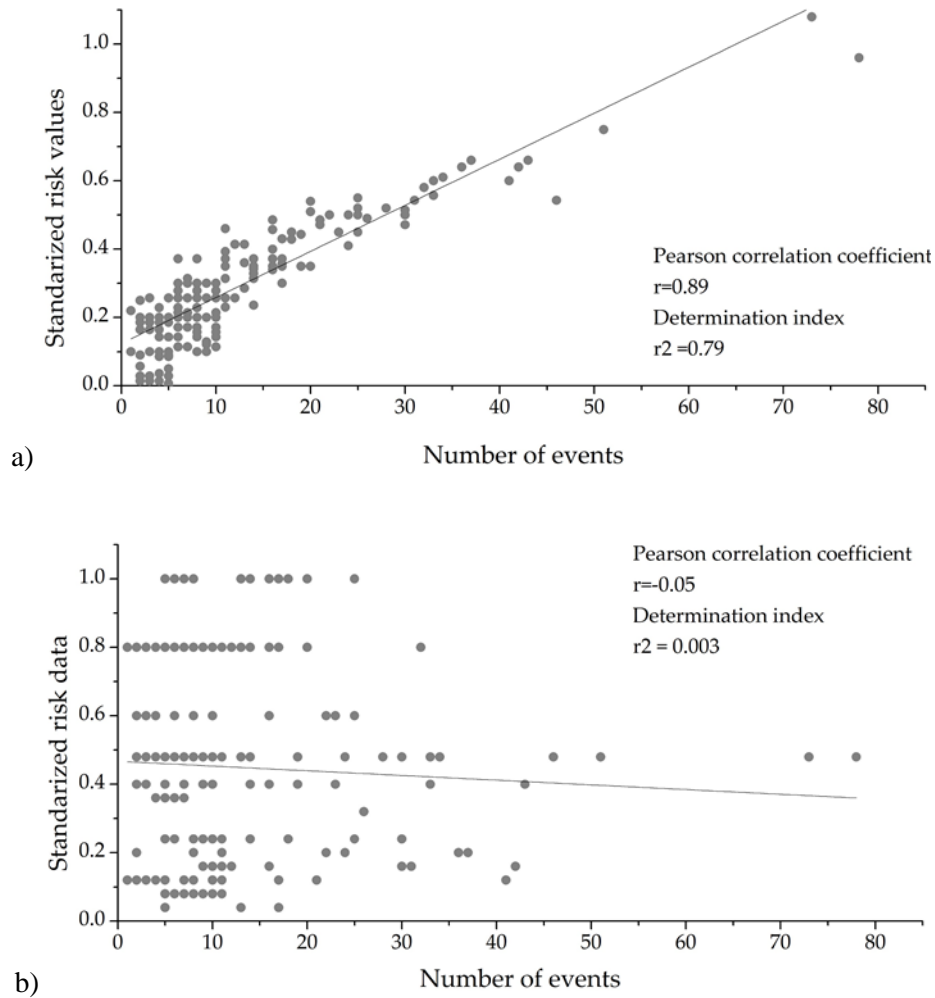 Standarized risk values
1.0
0.8
0.6
0.4
0.2
0.0
Pearson correlation coefficient
r=0.89
Determination index
r2 =0.79
0 10 20 30 40 50 60 70 80
Number of events
a)
Standarized risk data
1.0
0.8
0.6
0.4
0.2
0.0
Pearson correlation coefficient
r=-0.05
Determination index
r2 = 0.003
0 10 20 30 40 50 60 70 80
Number of events
b)